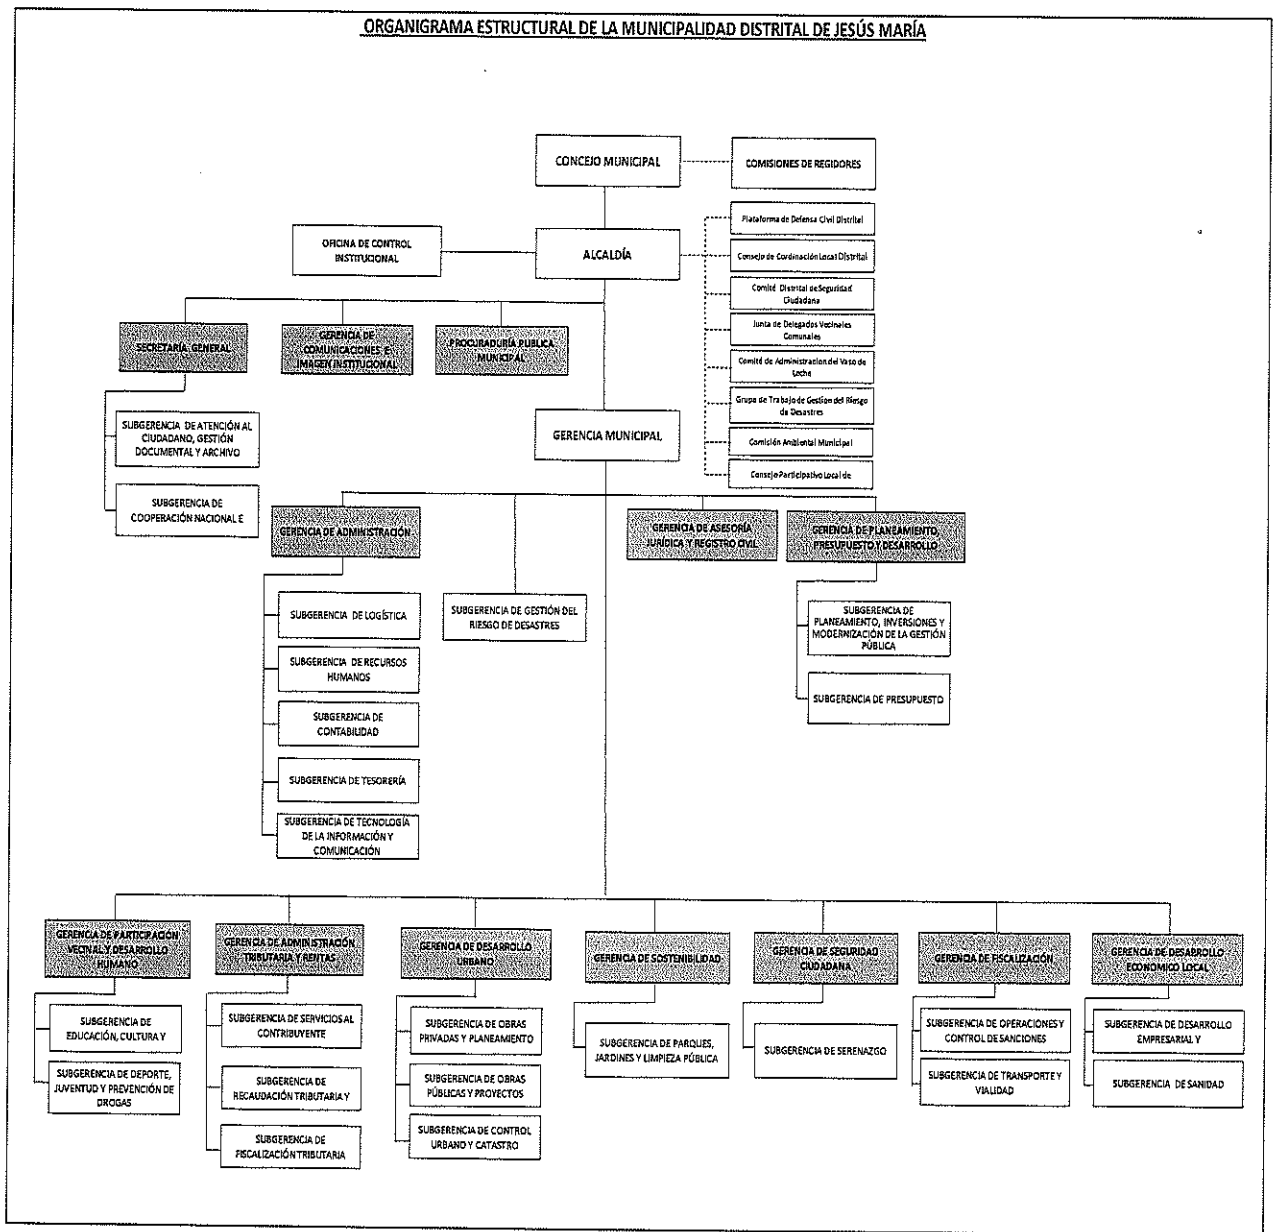 ORGANIGRAMA ESTRUCTURAL DE LA MUNICIPALIDAD DISTRITAL DE JESÚS MARÍA
CONCEJO MUNICIPAL
COMISIONES DE REGIDORES
OFICINA DE CONTROL
INSTITUCIONAL
ALCALDÍA
Plataforma de Defensa Civil Distrital
Consejo de Cordinación Local Distrital
Comité Distrital de Seguridad
Ciudadana
Junta de Delegados Vecinales
Comunales
Comité de Administracion del Vaso de
Leche
Grupo de Trabajo de Gestion del Riesgo
de Desastres
Comisión Ambiental Municipal
Consejo Participativo Local de
SECRETARÍA GENERAL
GERENCIA DE
COMUNICACIONES E
IMAGEN INSTITUCIONAL
PROCURADURÍA PUBLICA
MUNICIPAL
SUBGERENCIA DE ATENCIÓN AL
CIUDADANO, GESTIÓN
DOCUMENTAL Y ARCHIVO
SUBGERENCIA DE
COOPERACIÓN NACIONAL E
GERENCIA MUNICIPAL
GERENCIA DE ADMINISTRACIÓN
GERENCIA DE ASESORÍA
JURÍDICA Y REGISTRO CIVIL
GERENCIA DE PLANEAMIENTO,
PRESUPUESTO Y DESARROLLO
SUBGERENCIA DE LOGÍSTICA
SUBGERENCIA DE RECURSOS
HUMANOS
SUBGERENCIA DE
CONTABILIDAD
SUBGERENCIA DE TESORERÍA
SUBGERENCIA DE TECNOLOGÍA
DE LA INFORMACIÓN Y
COMUNICACIÓN
SUBGERENCIA DE GESTIÓN DEL
RIESGO DE DESASTRES
SUBGERENCIA DE
PLANEAMIENTO, INVERSIONES Y
MODERNIZACIÓN DE LA GESTIÓN
PÚBLICA
SUBGERENCIA DE PRESUPUESTO
GERENCIA DE PARTICIPACIÓN
VECINAL Y DESARROLLO
HUMANO
SUBGERENCIA DE
EDUCACIÓN, CULTURA Y
SUBGERENCIA DE DEPORTE,
JUVENTUD Y PREVENCIÓN DE
DROGAS
GERENCIA DE ADMINISTRACIÓN
TRIBUTARIA Y RENTAS
SUBGERENCIA DE SERVICIOS AL
CONTRIBUYENTE
SUBGERENCIA DE
RECAUDACIÓN TRIBUTARIA Y
SUBGERENCIA DE
FISCALIZACIÓN TRIBUTARIA
GERENCIA DE DESARROLLO
URBANO
SUBGERENCIA DE OBRAS
PRIVADAS Y PLANEAMIENTO
SUBGERENCIA DE OBRAS
PÚBLICAS Y PROYECTOS
SUBGERENCIA DE CONTROL
URBANO Y CATASTRO
GERENCIA DE SOSTENIBILIDAD
SUBGERENCIA DE PARQUES,
JARDINES Y LIMPIEZA PÚBLICA
GERENCIA DE SEGURIDAD
CIUDADANA
SUBGERENCIA DE SERENAZGO
GERENCIA DE FISCALIZACIÓN
SUBGERENCIA DE OPERACIONES Y
CONTROL DE SANCIONES
SUBGERENCIA DE TRANSPORTE Y
VIALIDAD
GERENCIA DE DESARROLLO
ECONOMICO LOCAL
SUBGERENCIA DE DESARROLLO
EMPRESARIAL Y
SUBGERENCIA DE SANIDAD